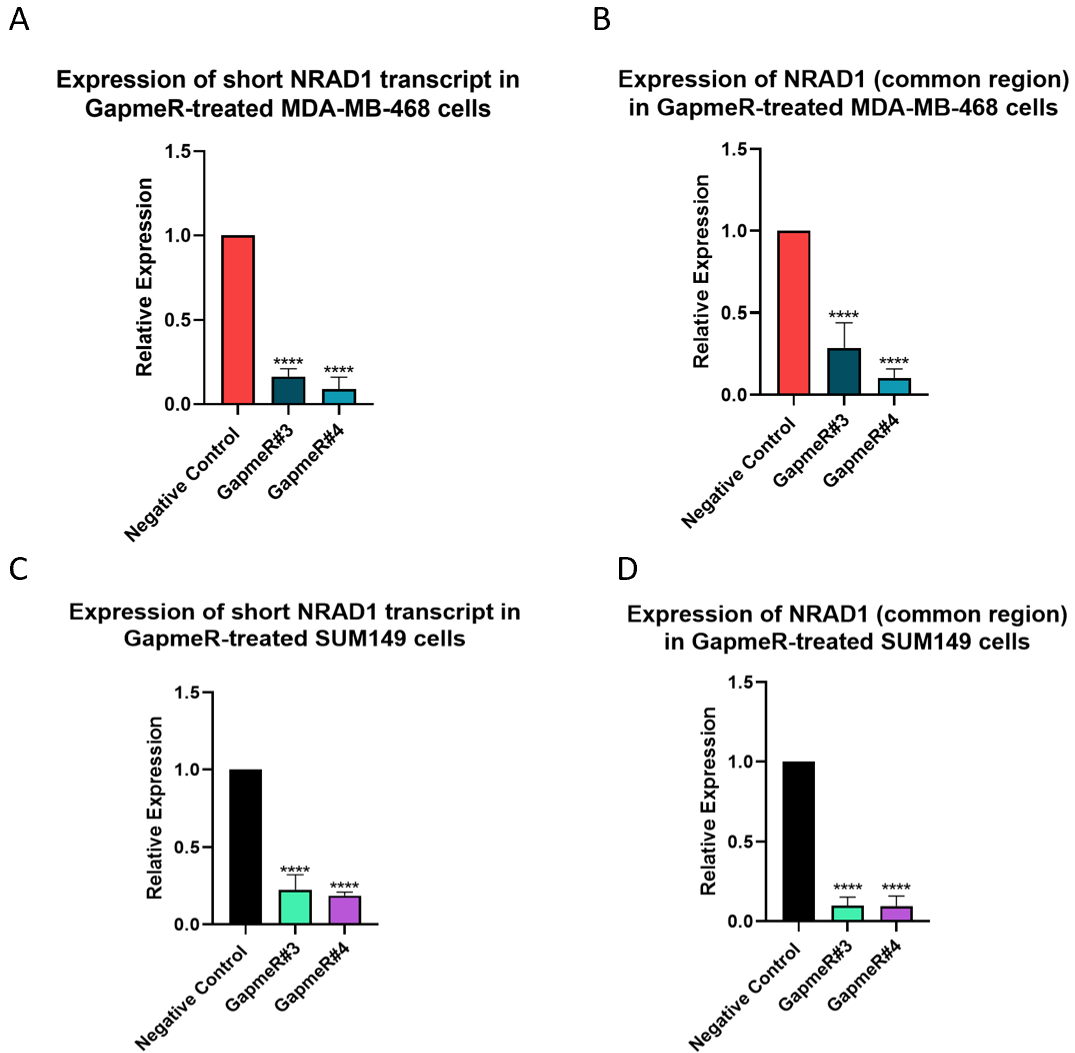 A
Expression of short NRAD1 transcript in
GapmeR-treated MDA-MB-468 cells
1.5
1.0
0.5
0.0
Relative Expression
****
****
Negative Control
GapmeR#3
GapmeR#4
B
Expression of NRAD1 (common region)
in GapmeR-treated MDA-MB-468 cells
1.5
1.0
0.5
0.0
Relative Expression
****
****
Negative Control
GapmeR#3
GapmeR#4
C
Expression of short NRAD1 transcript in
GapmeR-treated SUM149 cells
1.5
1.0
0.5
0.0
Relative Expression
****
****
Negative Control
GapmeR#3
GapmeR#4
D
Expression of NRAD1 (common region)
in GapmeR-treated SUM149 cells
1.5
1.0
0.5
0.0
Relative Expression
****
****
Negative Control
GapmeR#3
GapmeR#4